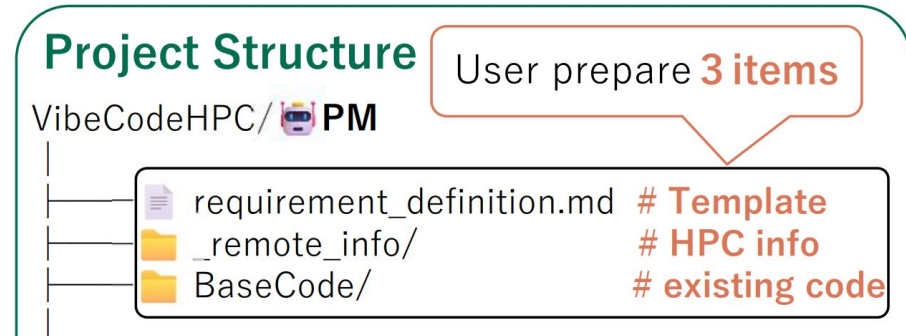 Project Structure
User prepare 3 items
VibeCodeHPC/ PM
requirement_definition.md # Template
_remote_info/ # HPC info
BaseCode/ # existing code